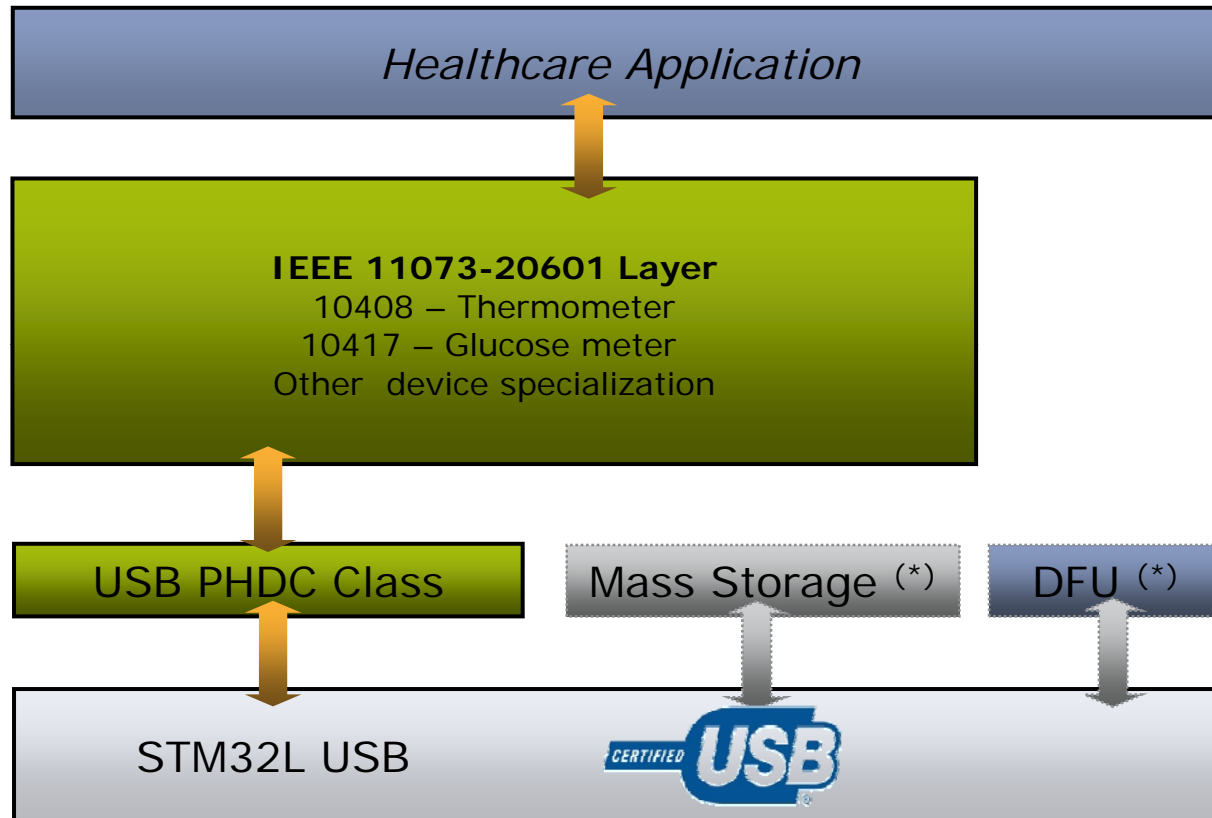 Healthcare Application
IEEE 11073-20601 Layer
10408 – Thermometer
10417 – Glucose meter
Other device specialization
USB PHDC Class
Mass Storage (*)
DFU (*)
STM32L USB
CERTIFIED USB ®